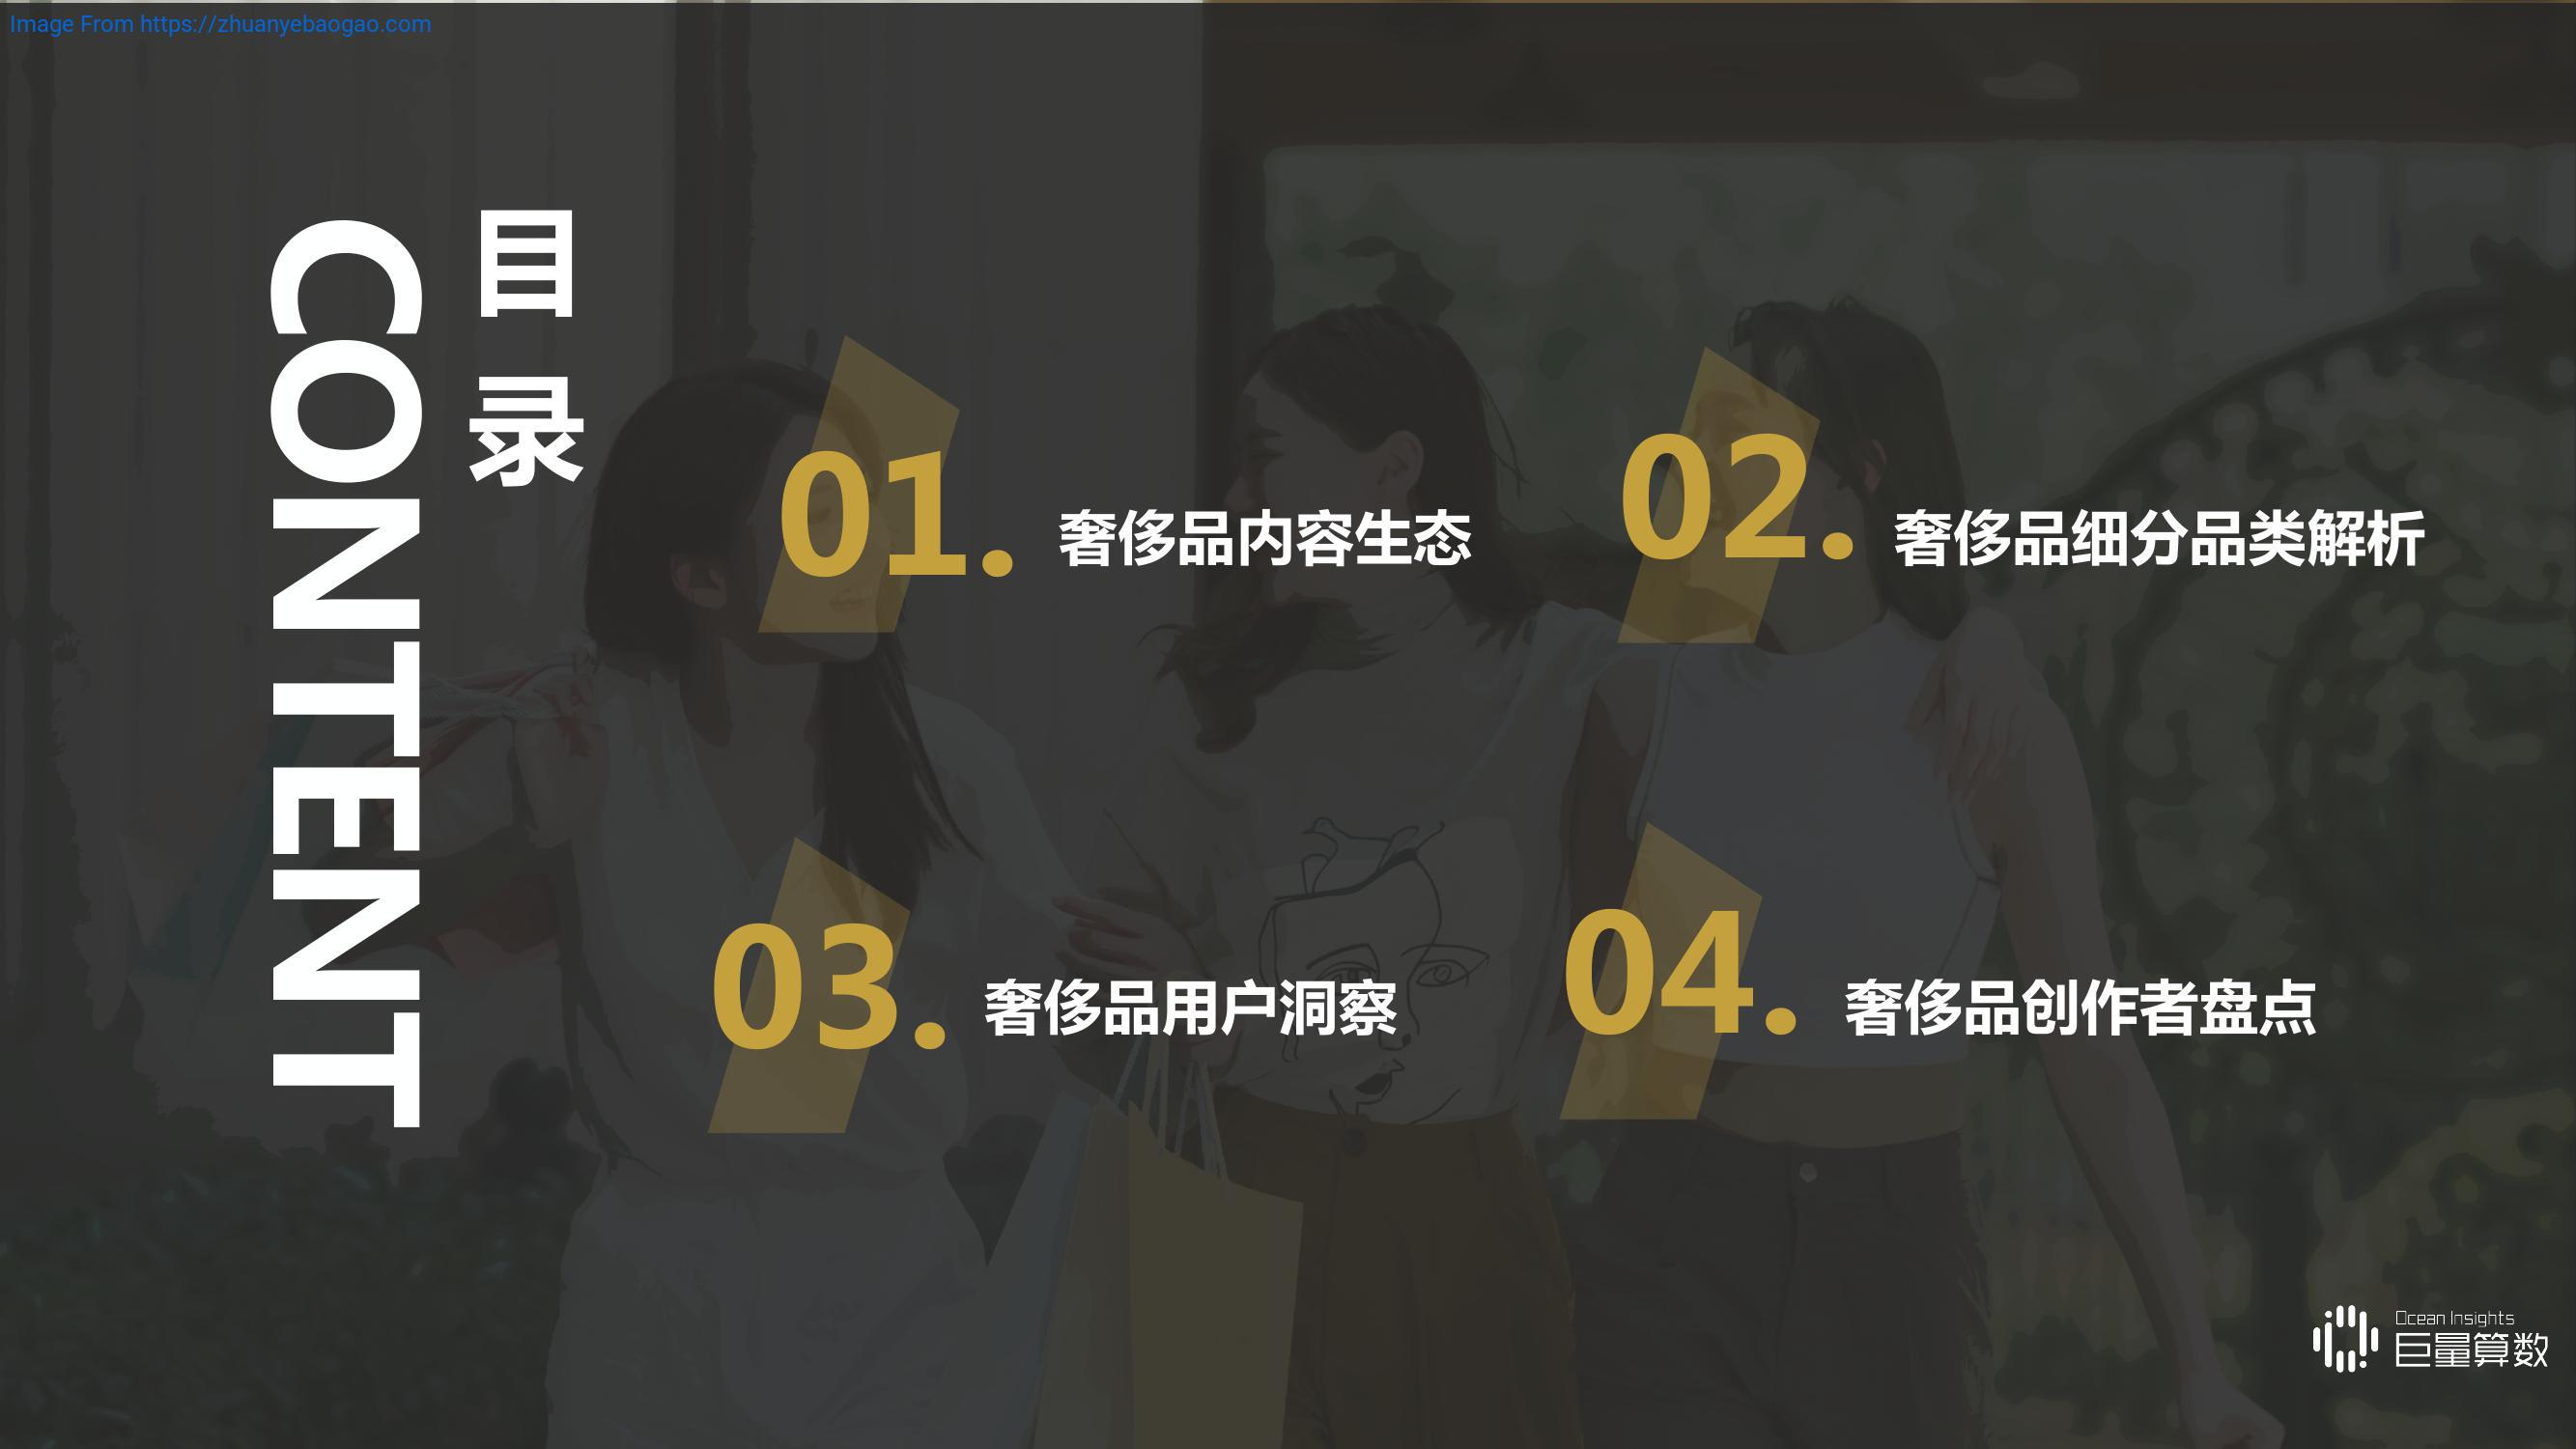 Image From https://zhuanyebaogao.com
目录
CONTENT
01. 奢侈品内容生态
02. 奢侈品细分品类解析
03. 奢侈品用户洞察
04. 奢侈品创作者盘点
Ocean Insights
巨量算数